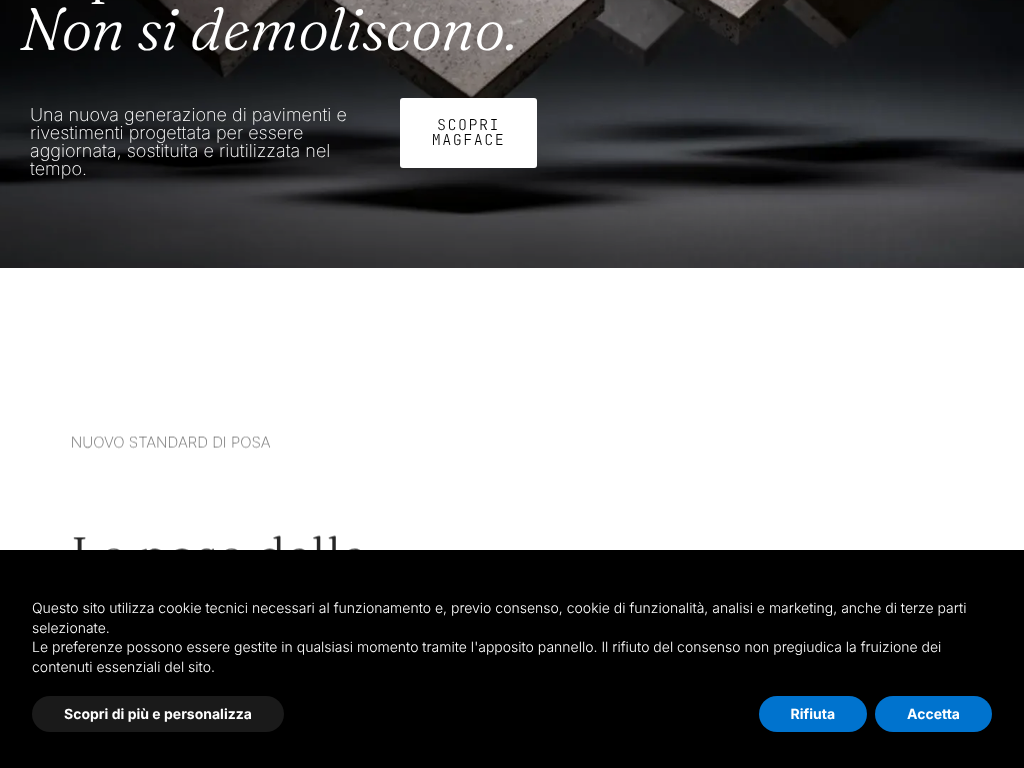 Non si demoliscono.
Una nuova generazione di pavimenti e
rivestimenti progettata per essere
aggiornata, sostituita e riutilizzata nel
tempo.
SCOPRI
MAGFACE
NUOVO STANDARD DI POSA
La posa delle
Questo sito utilizza cookie tecnici necessari al funzionamento e, previo consenso, cookie di funzionalità, analisi e marketing, anche di terze parti
selezionate.
Le preferenze possono essere gestite in qualsiasi momento tramite l'apposito pannello. Il rifiuto del consenso non pregiudica la fruizione dei
contenuti essenziali del sito.
Scopri di più e personalizza
Rifiuta
Accetta